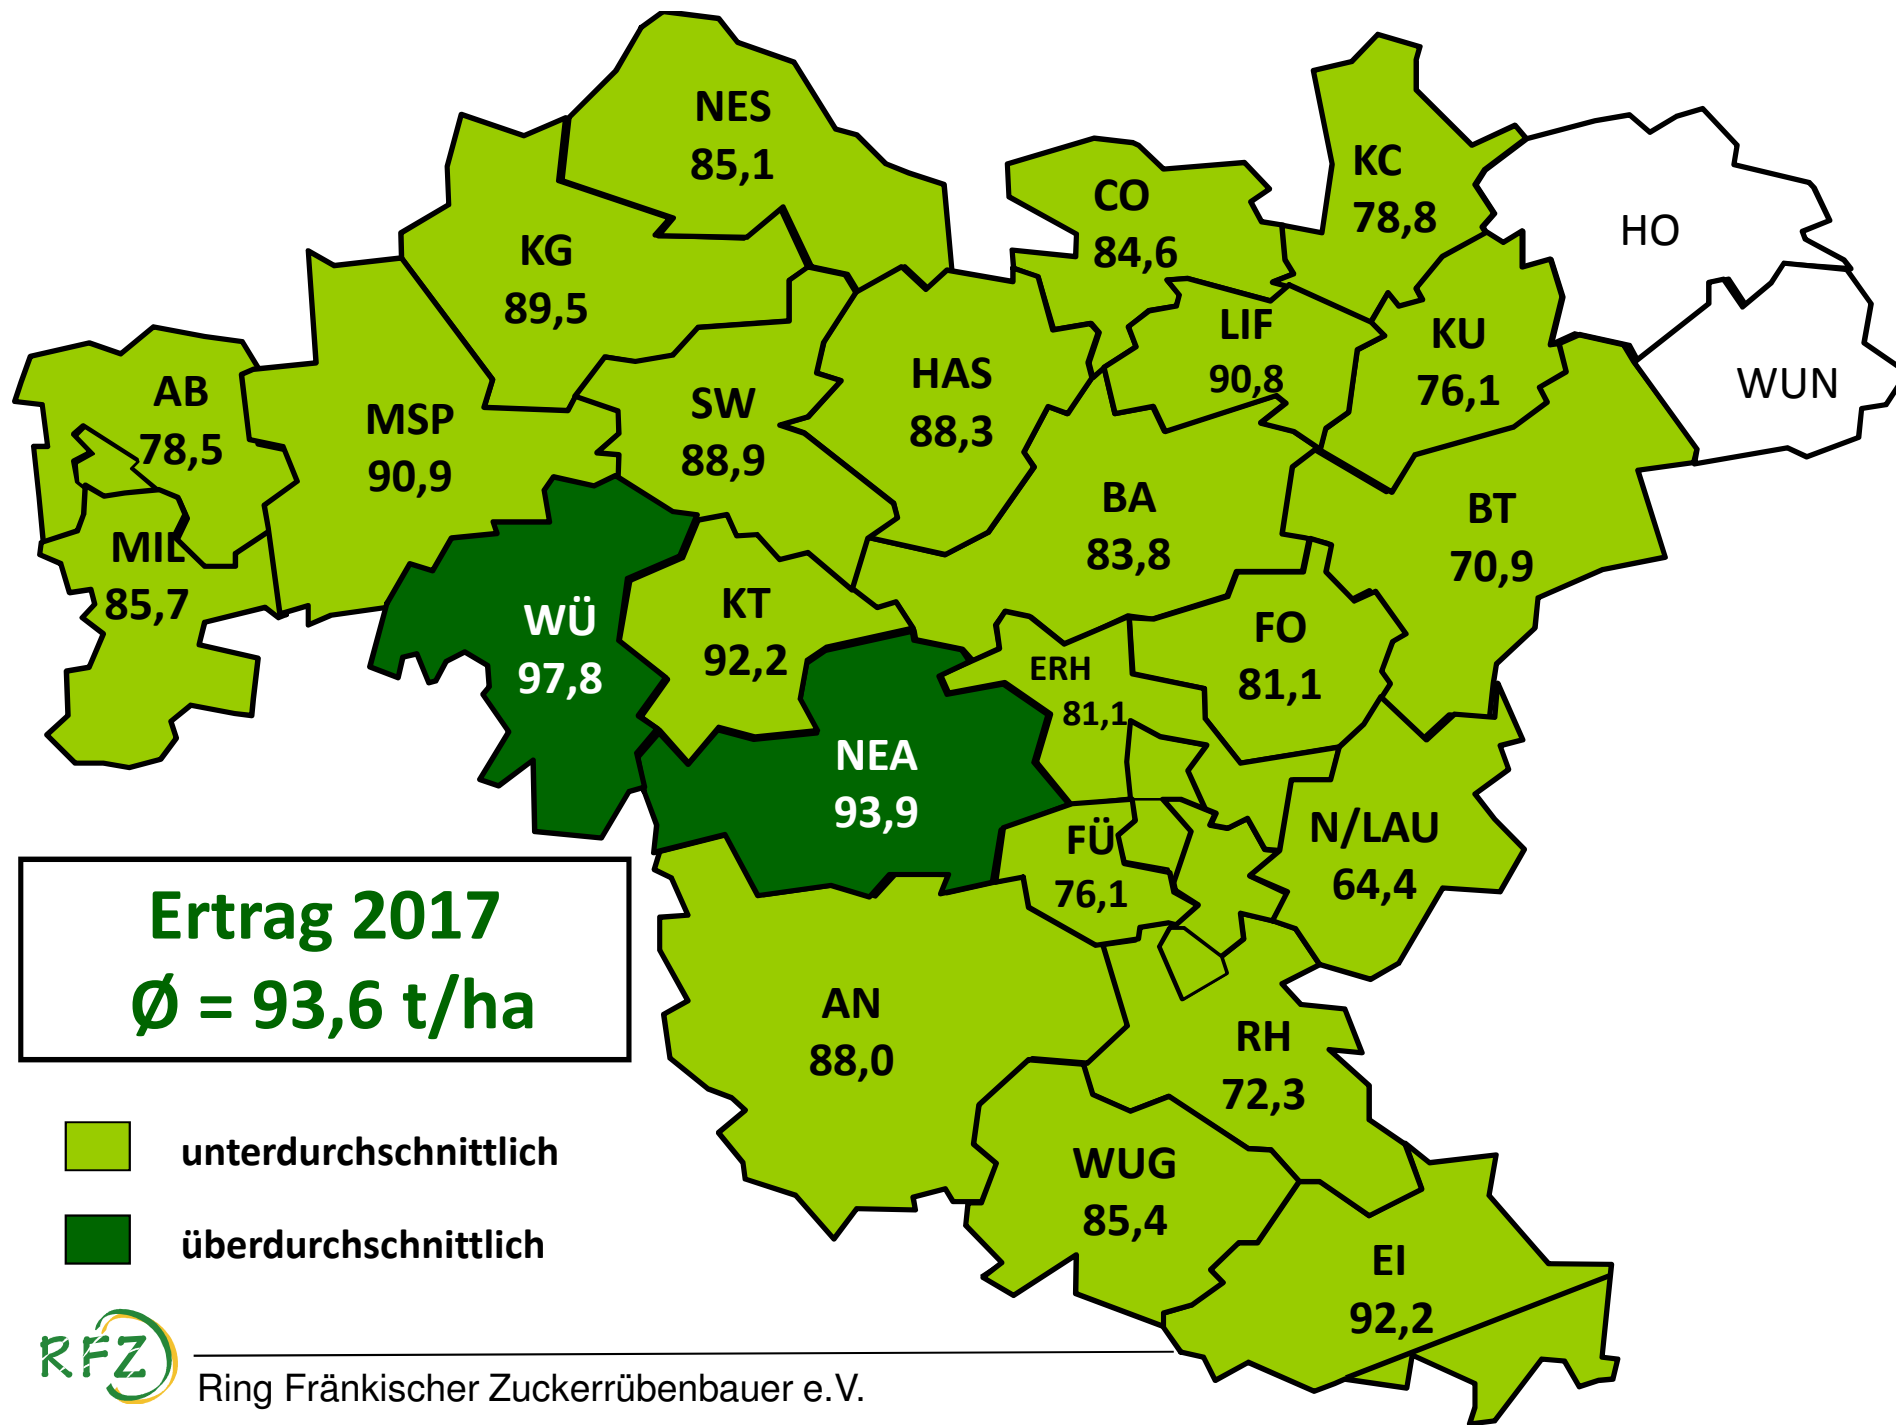 NES
85,1
KG
89,5
CO
84,6
KC
78,8
HO
LIF
90,8
KU
76,1
WUN
AB
78,5
MSP
90,9
SW
88,9
HAS
88,3
BA
83,8
BT
70,9
MIL
85,7
WÜ
97,8
KT
92,2
ERH
81,1
FO
81,1
NEA
93,9
FÜ
76,1
N/LAU
64,4
Ertrag 2017
Ø = 93,6 t/ha
AN
88,0
RH
72,3
WUG
85,4
EI
92,2
unterdurchschnittlich
überdurchschnittlich
RFZ
Ring Fränkischer Zuckerrübenbauer e.V.